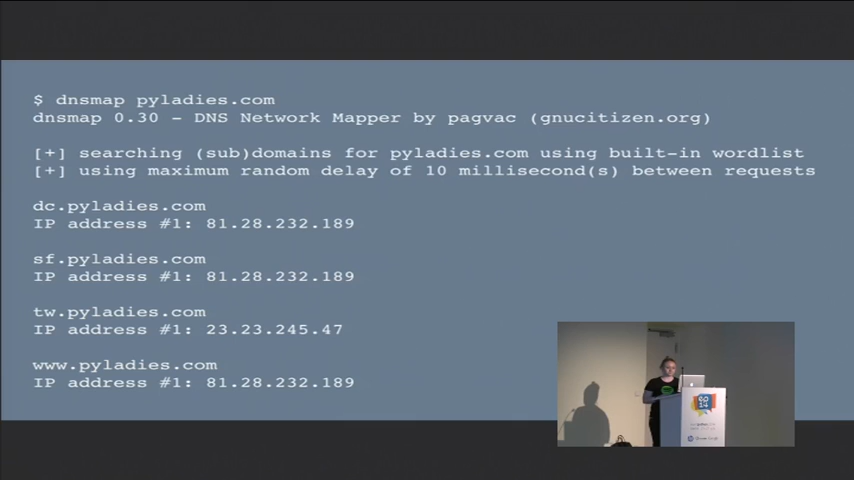 $ dnsmap pyladies.com
dnsmap 0.30 - DNS Network Mapper by pagvac (gnucitizen.org)
[+] searching (sub)domains for pyladies.com using built-in wordlist
[+] using maximum random delay of 10 millisecond(s) between requests
dc.pyladies.com
IP address #1: 81.28.232.189
sf.pyladies.com
IP address #1: 81.28.232.189
tw.pyladies.com
IP address #1: 23.23.245.47
www.pyladies.com
IP address #1: 81.28.232.189
ep
14